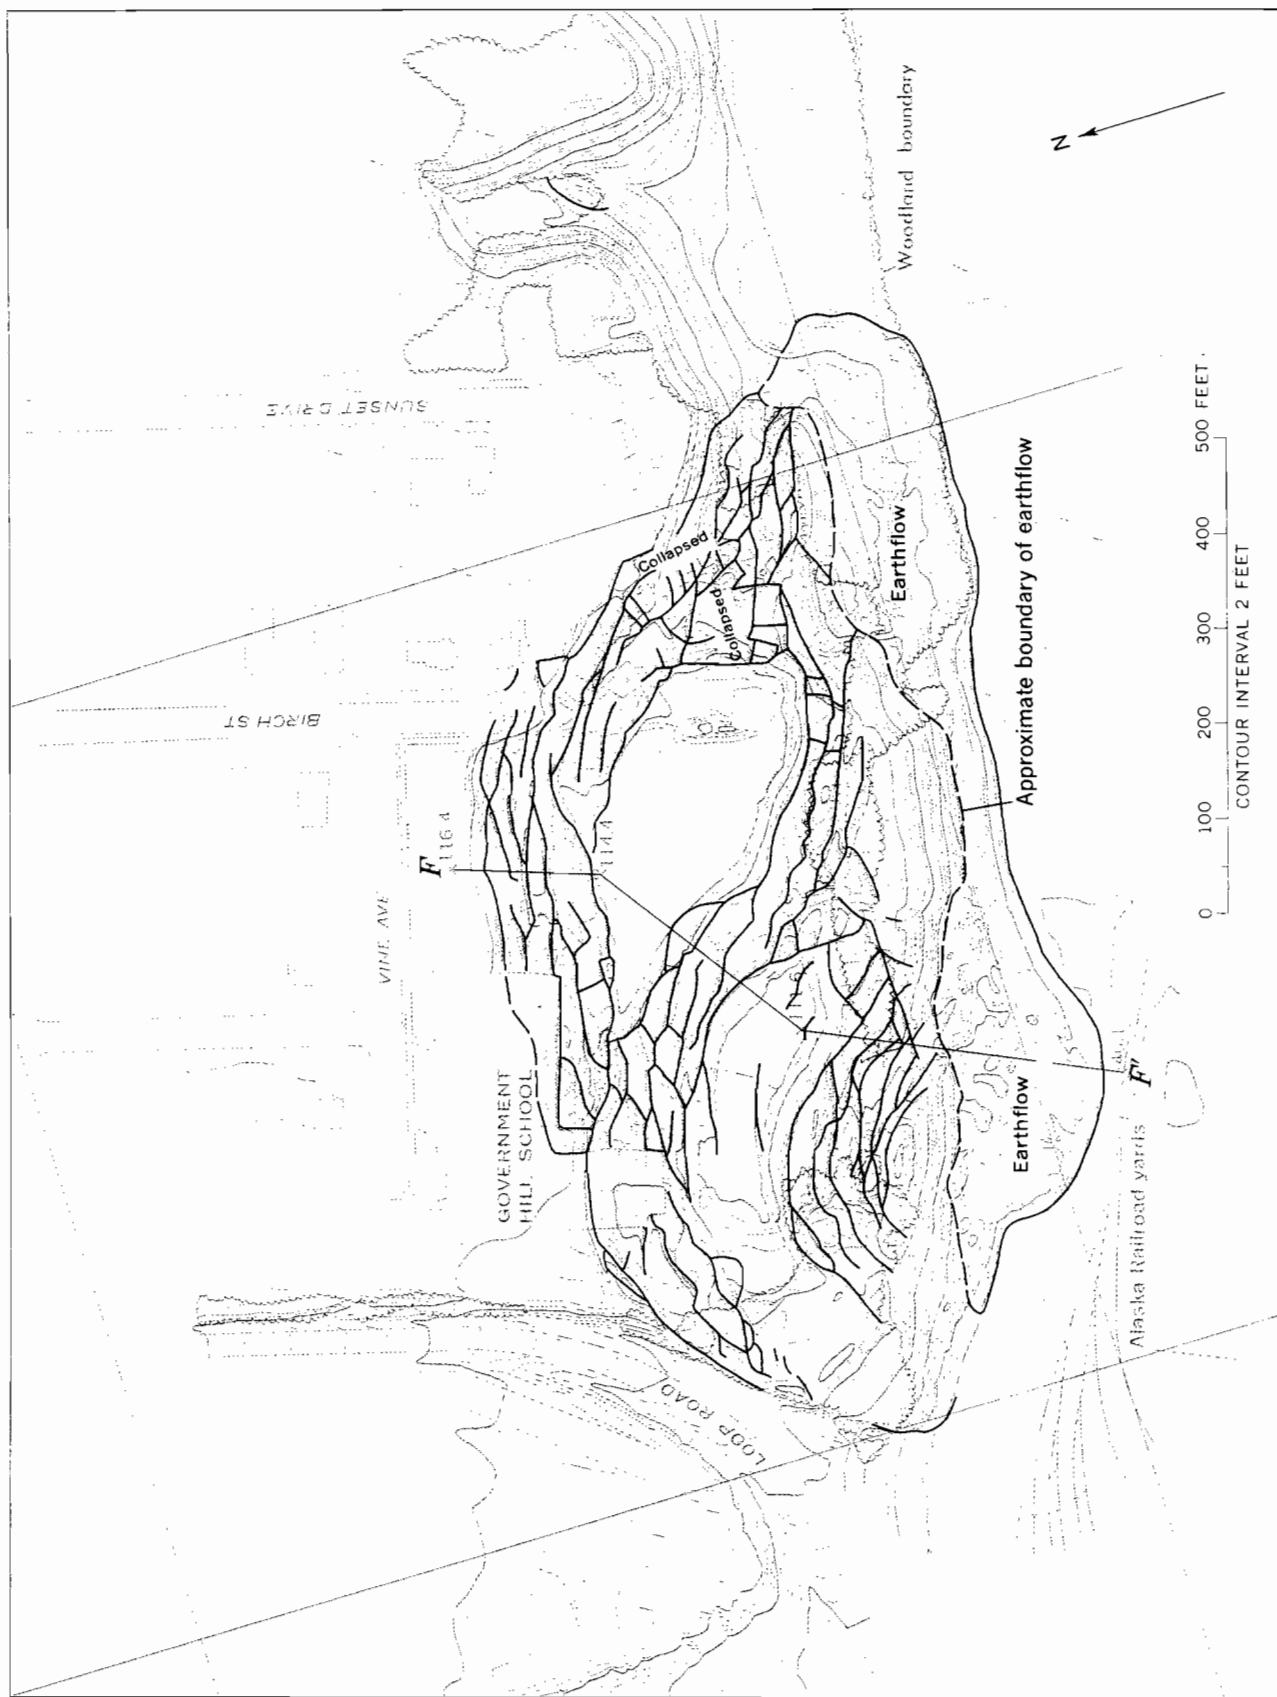 SUNSET DRIVE
BIRCH ST
VINE AVE
GOVERNMENT
HILL SCHOOL
LOOP ROAD
F
116.4
114.4
Collapsed
Collapsed
Woodland boundary
N
Earthflow
Earthflow
Approximate boundary of earthflow
F'
Alaska Railroad yards
0 100 200 300 400 500 FEET
CONTOUR INTERVAL 2 FEET